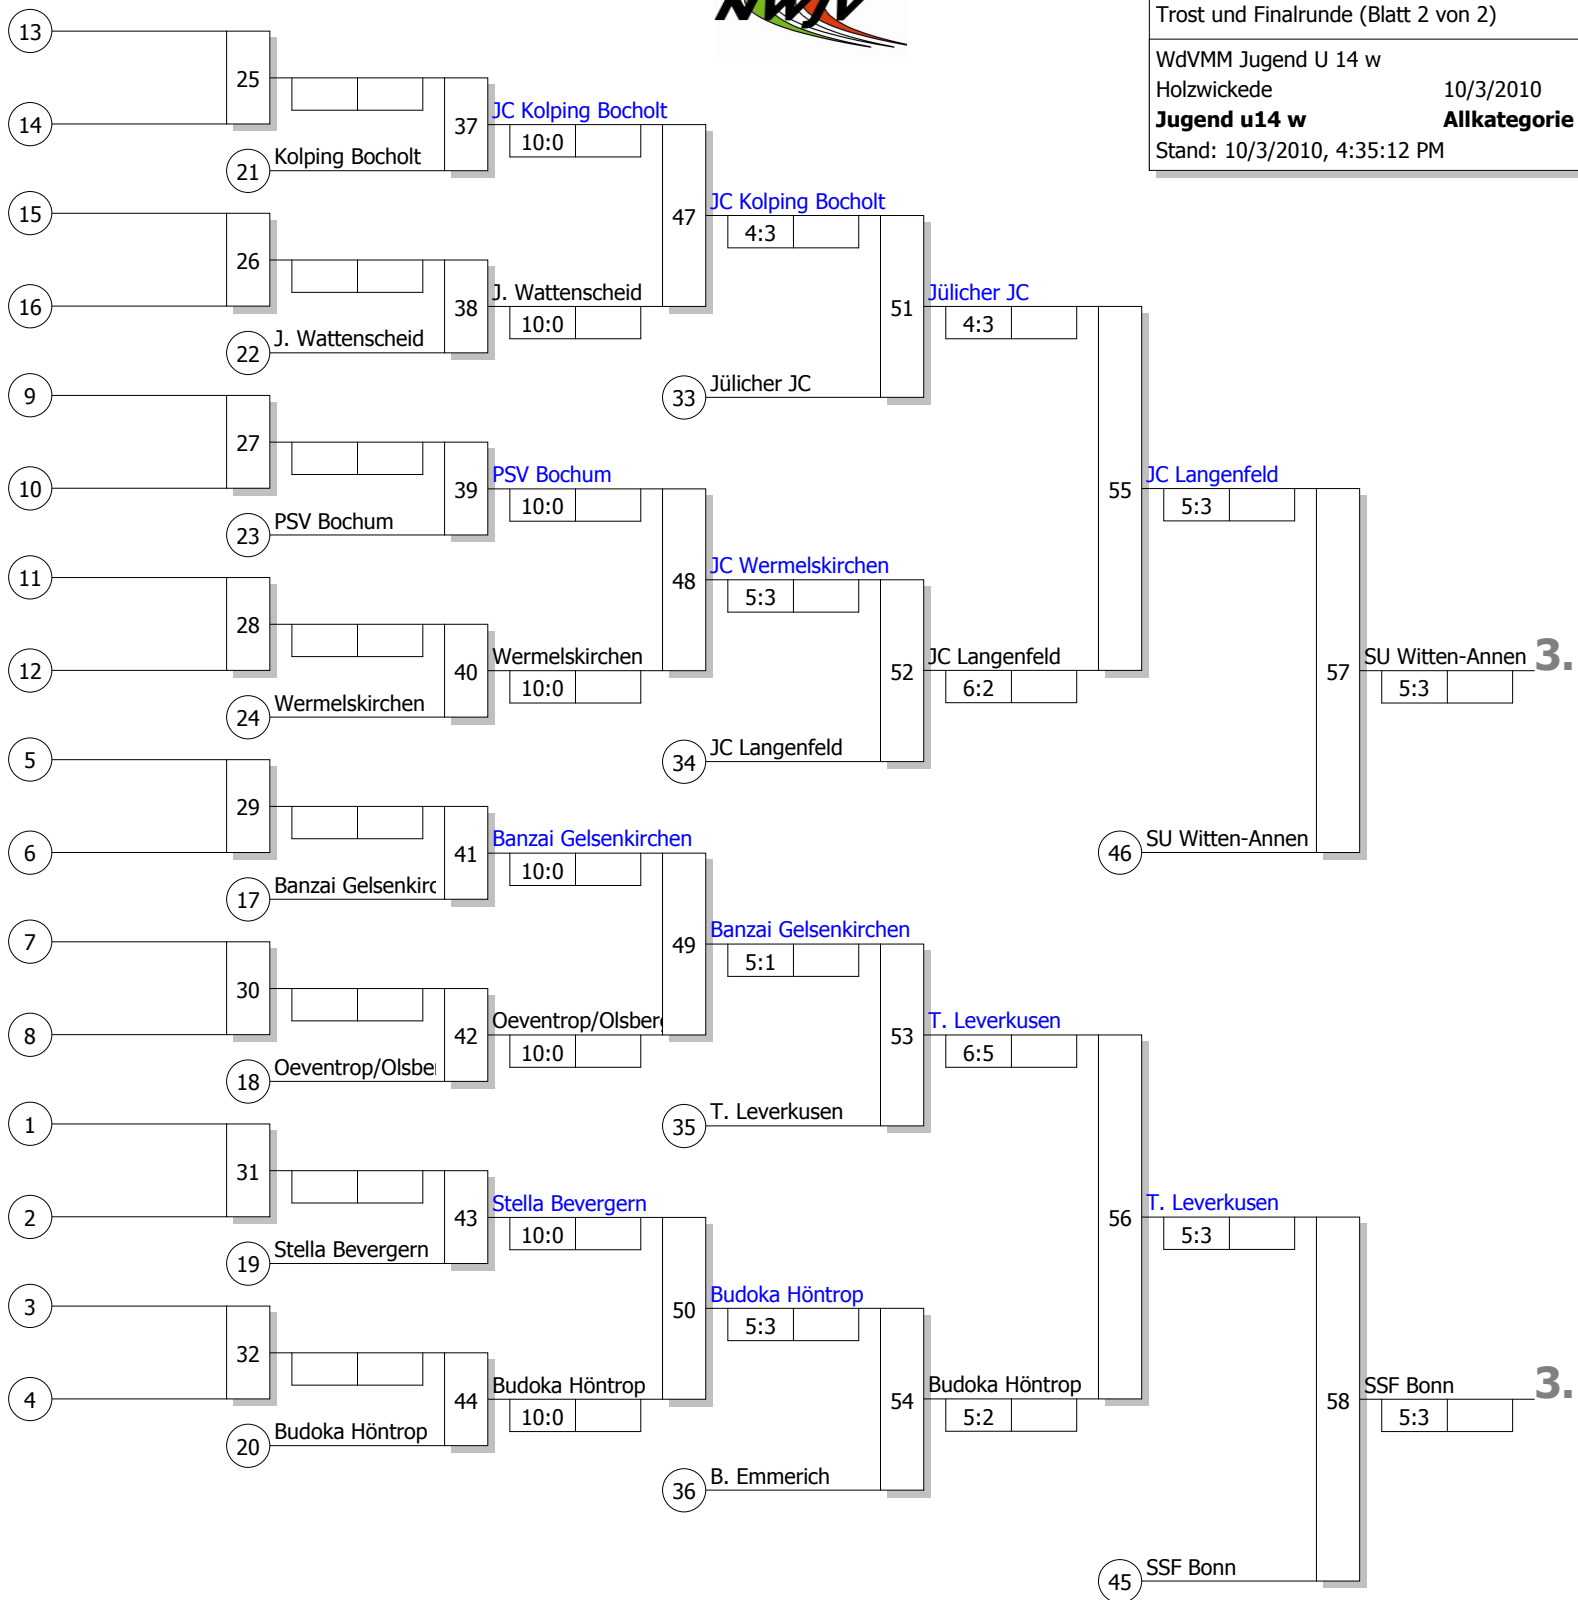 NWJV
Trost und Finalrunde (Blatt 2 von 2)
WdVMM Jugend U 14 w
Holzwickede 10/3/2010
Jugend u14 w Allkategorie
Stand: 10/3/2010, 4:35:12 PM
13
25
14
37
JC Kolping Bocholt
10:0
21
Kolping Bocholt
15
47
JC Kolping Bocholt
4:3
26
16
38
J. Wattenscheid
10:0
22
J. Wattenscheid
51
Jülicher JC
4:3
33
Jülicher JC
9
27
10
39
PSV Bochum
10:0
23
PSV Bochum
55
JC Langenfeld
5:3
11
48
JC Wermelskirchen
5:3
28
12
40
Wermelskirchen
10:0
24
Wermelskirchen
52
JC Langenfeld
6:2
34
JC Langenfeld
57
SU Witten-Annen
3.
5:3
5
29
6
41
Banzai Gelsenkirchen
10:0
17
Banzai Gelsenkirc
46
SU Witten-Annen
7
49
Banzai Gelsenkirchen
5:1
30
8
42
Oeventrop/Olsberg
10:0
18
Oeventrop/Olsber
53
T. Leverkusen
6:5
35
T. Leverkusen
1
31
2
43
Stella Bevergern
10:0
19
Stella Bevergern
56
T. Leverkusen
5:3
3
50
Budoka Höntrop
5:3
32
4
44
Budoka Höntrop
10:0
20
Budoka Höntrop
54
Budoka Höntrop
5:2
36
B. Emmerich
58
SSF Bonn
3.
5:3
45
SSF Bonn